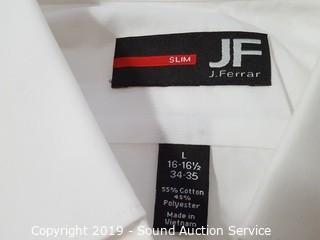 SLIM
JF
J.Ferrar
L
16-16½
34-35
55% Cotton
45%
Polyester
Made in
Vietnam
Copyright 2019 - Sound Auction Service